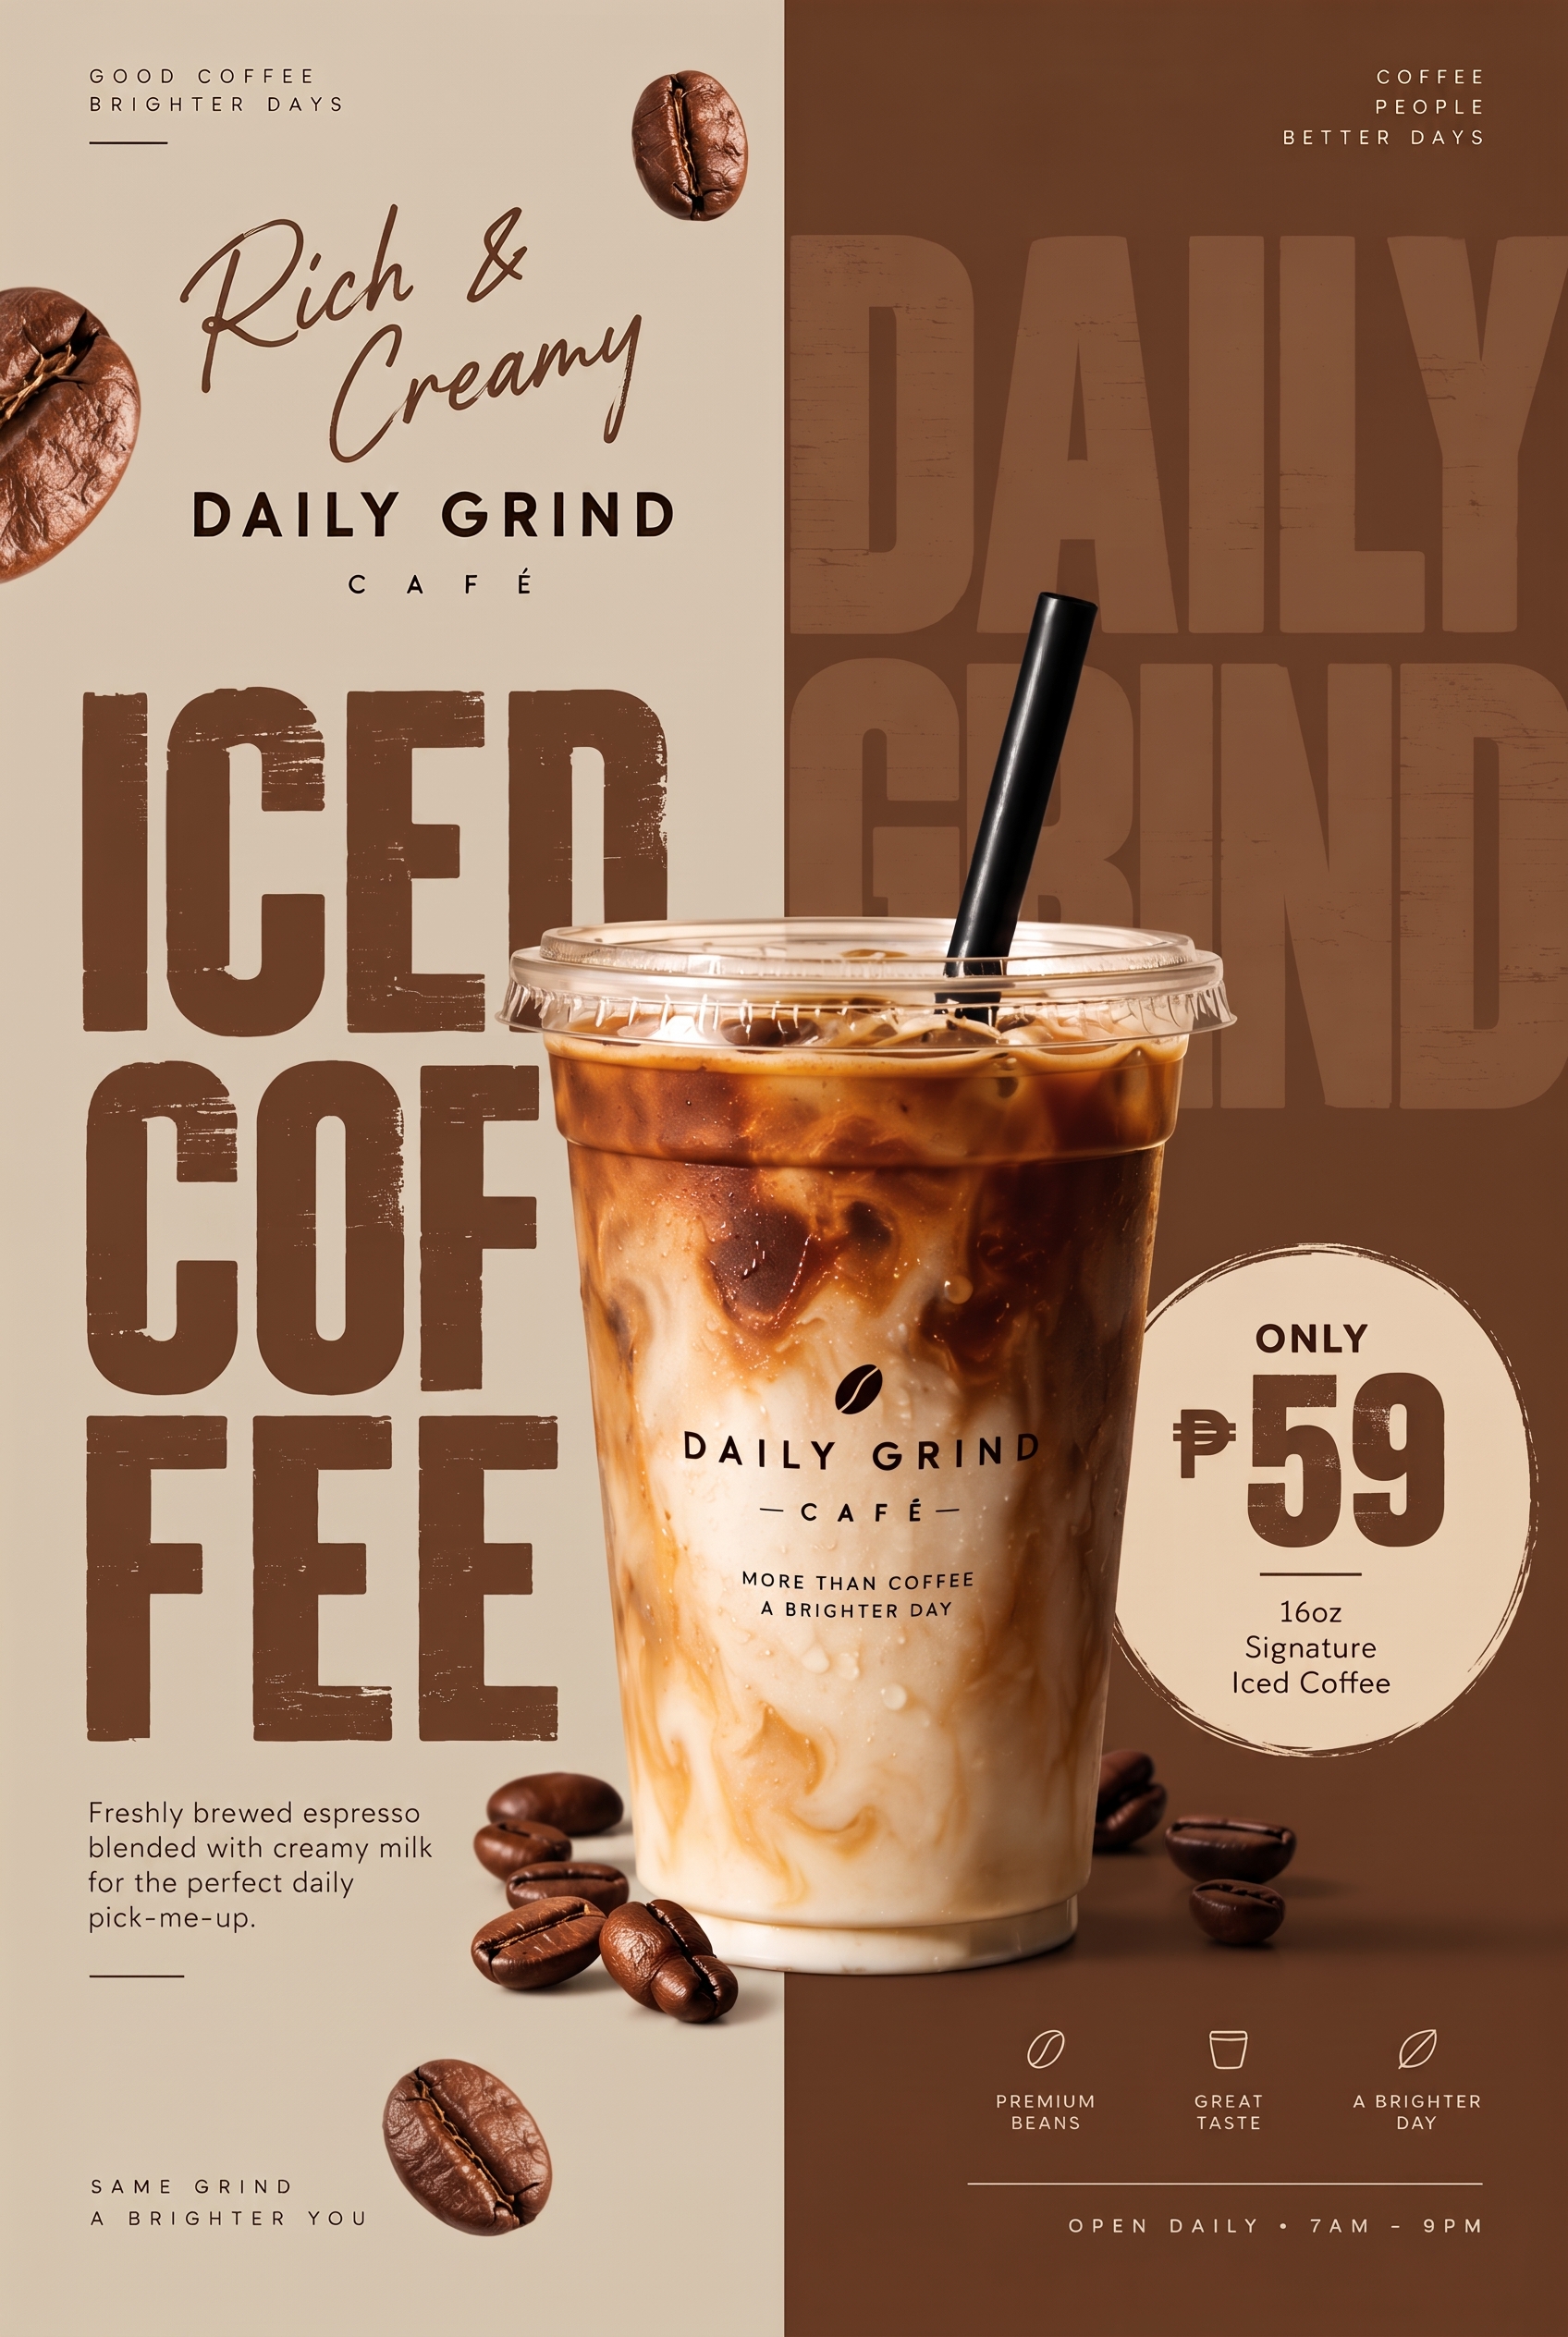 GOOD COFFEE
BRIGHTER DAYS
COFFEE
PEOPLE
BETTER DAYS
Rich &
Creamy
DAILY GRIND
CAFÉ
DAILY
GRIND
ICED
COF
FEE
DAILY GRIND
— CAFÉ —
MORE THAN COFFEE
A BRIGHTER DAY
ONLY
₱59
16oz
Signature
Iced Coffee
Freshly brewed espresso
blended with creamy milk
for the perfect daily
pick-me-up.
PREMIUM
BEANS
GREAT
TASTE
A BRIGHTER
DAY
SAME GRIND
A BRIGHTER YOU
OPEN DAILY • 7AM - 9PM